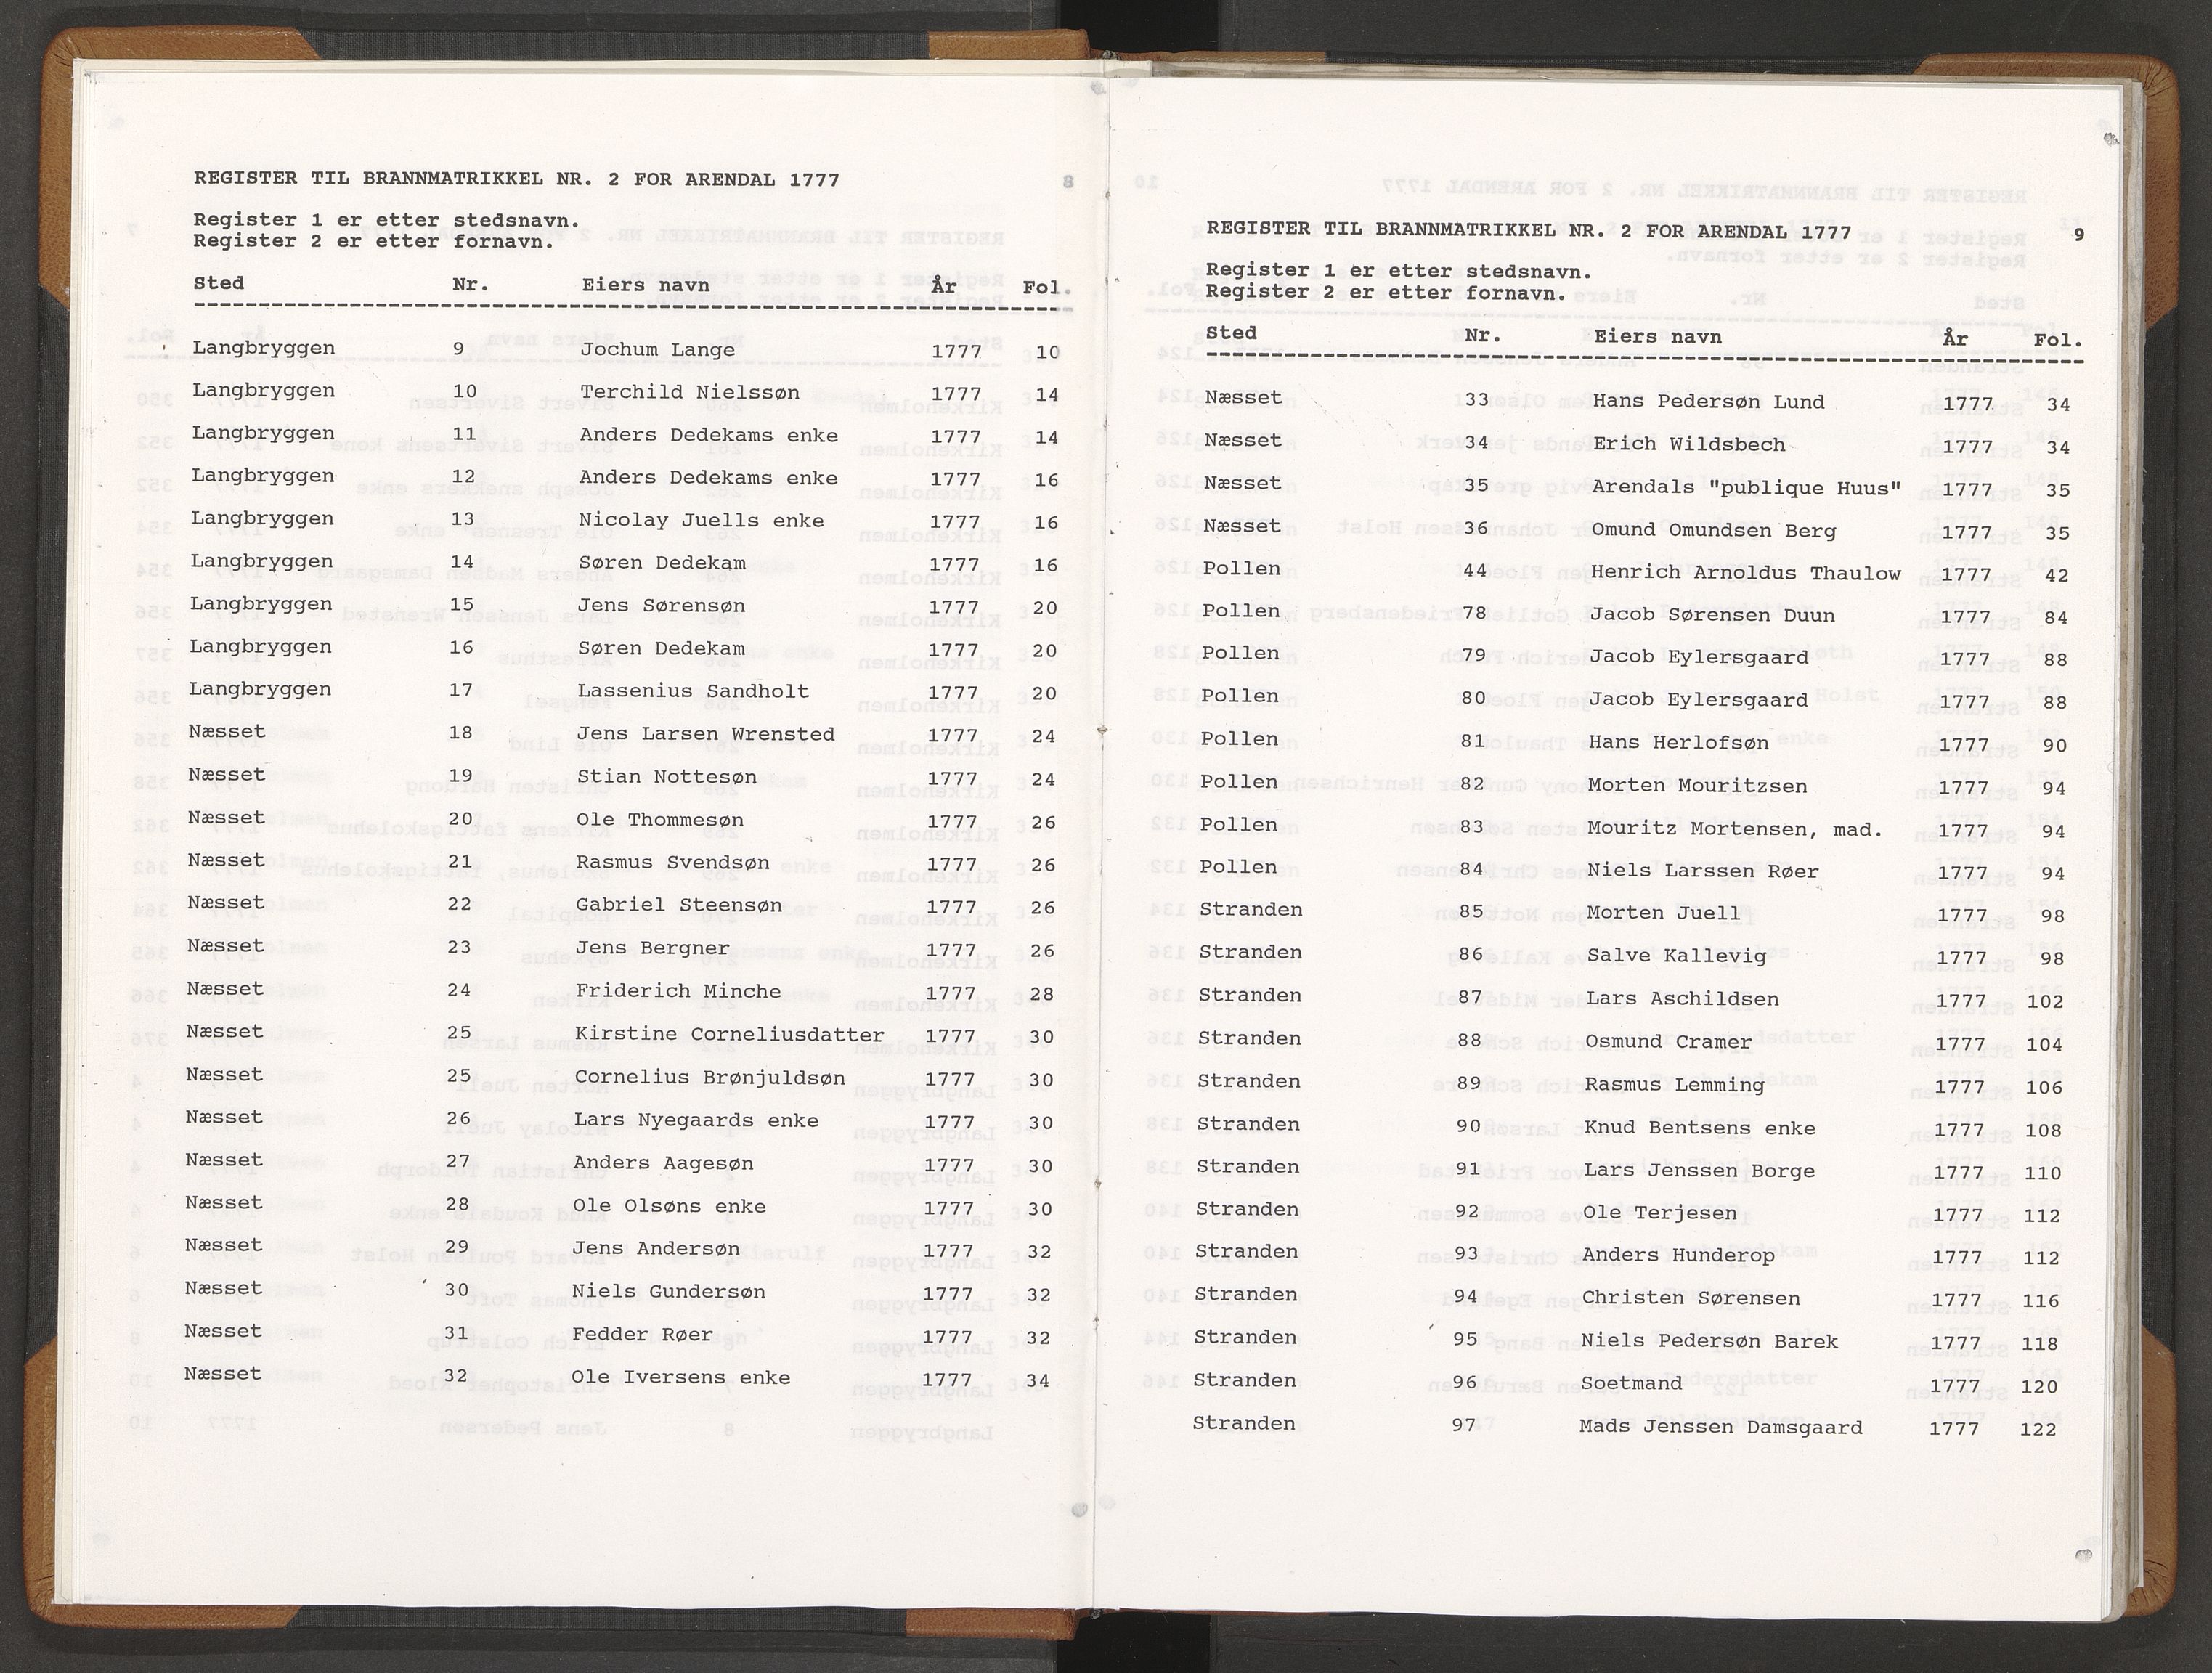 REGISTER TIL BRANNMATRIKKEL NR. 2 FOR ARENDAL 1777 8
Register 1 er etter stedsnavn.
Register 2 er etter fornavn.
Sted Nr. Eiers navn År Fol.
Langbryggen 9 Jochum Lange 1777 10
Langbryggen 10 Terchild Nielssøn 1777 14
Langbryggen 11 Anders Dedekams enke 1777 14
Langbryggen 12 Anders Dedekams enke 1777 16
Langbryggen 13 Nicolay Juells enke 1777 16
Langbryggen 14 Søren Dedekam 1777 16
Langbryggen 15 Jens Sørensøn 1777 20
Langbryggen 16 Søren Dedekam 1777 20
Langbryggen 17 Lassenius Sandholt 1777 20
Næsset 18 Jens Larsen Wrensted 1777 24
Næsset 19 Stian Nottesøn 1777 24
Næsset 20 Ole Thommesøn 1777 26
Næsset 21 Rasmus Svendsøn 1777 26
Næsset 22 Gabriel Steensøn 1777 26
Næsset 23 Jens Bergner 1777 26
Næsset 24 Friderich Minche 1777 28
Næsset 25 Kirstine Corneliusdatter 1777 30
Næsset 25 Cornelius Brønjuldsøn 1777 30
Næsset 26 Lars Nyegaards enke 1777 30
Næsset 27 Anders Aagesøn 1777 30
Næsset 28 Ole Olsøns enke 1777 30
Næsset 29 Jens Andersøn 1777 32
Næsset 30 Niels Gundersøn 1777 32
Næsset 31 Fedder Røer 1777 32
Næsset 32 Ole Iversens enke 1777 34
REGISTER TIL BRANNMATRIKKEL NR. 2 FOR ARENDAL 1777 9
Register 1 er etter stedsnavn.
Register 2 er etter fornavn.
Sted Nr. Eiers navn År Fol.
Næsset 33 Hans Pedersøn Lund 1777 34
Næsset 34 Erich Wildsbech 1777 34
Næsset 35 Arendals "publique Huus" 1777 35
Næsset 36 Omund Omundsen Berg 1777 35
Pollen 44 Henrich Arnoldus Thaulow 1777 42
Pollen 78 Jacob Sørensen Duun 1777 84
Pollen 79 Jacob Eylersgaard 1777 88
Pollen 80 Jacob Eylersgaard 1777 88
Pollen 81 Hans Herlofsøn 1777 90
Pollen 82 Morten Mouritzsen 1777 94
Pollen 83 Mouritz Mortensen, mad. 1777 94
Pollen 84 Niels Larssen Røer 1777 94
Stranden 85 Morten Juell 1777 98
Stranden 86 Salve Kallevig 1777 98
Stranden 87 Lars Aschildsen 1777 102
Stranden 88 Osmund Cramer 1777 104
Stranden 89 Rasmus Lemming 1777 106
Stranden 90 Knud Bentsens enke 1777 108
Stranden 91 Lars Jenssen Borge 1777 110
Stranden 92 Ole Terjesen 1777 112
Stranden 93 Anders Hunderop 1777 112
Stranden 94 Christen Sørensen 1777 116
Stranden 95 Niels Pedersøn Barek 1777 118
Stranden 96 Soetmand 1777 120
Stranden 97 Mads Jenssen Damsgaard 1777 122